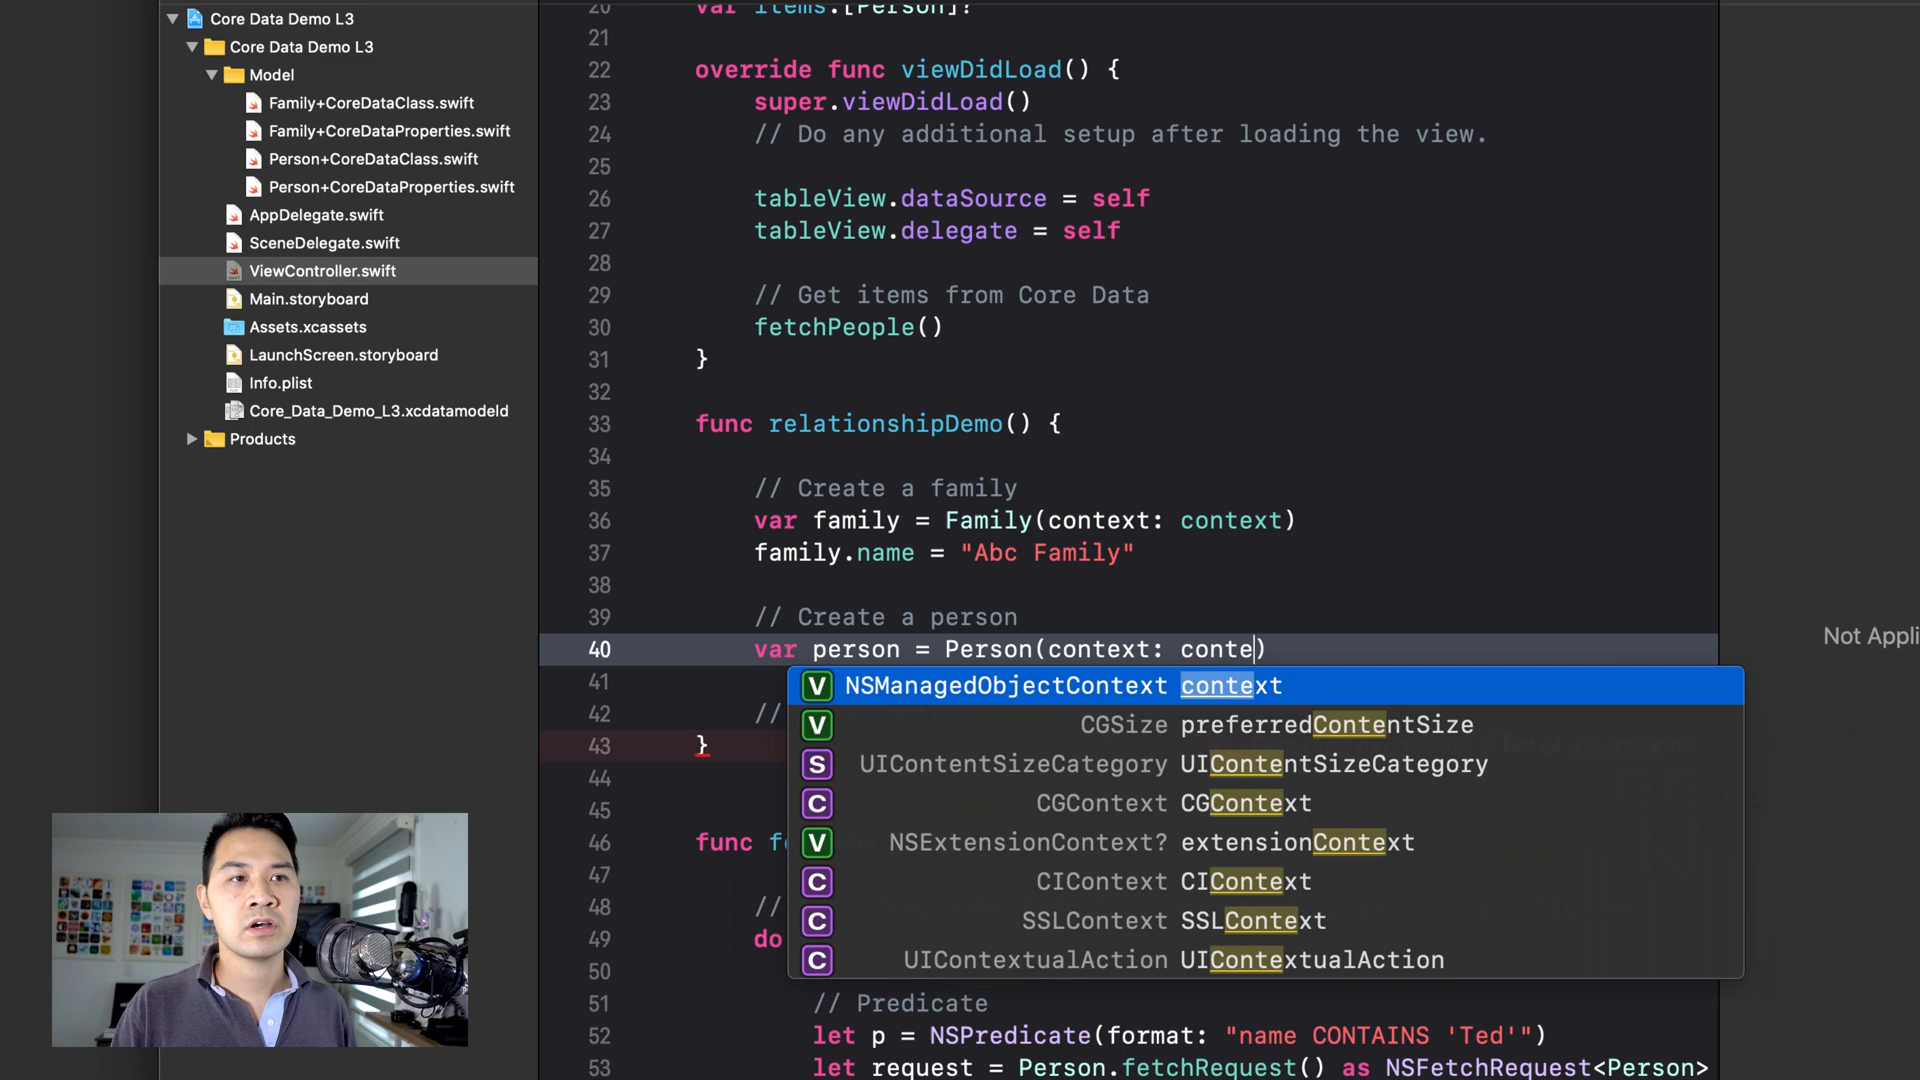 Core Data Demo L3
Core Data Demo L3
Model
Family+CoreDataClass.swift
Family+CoreDataProperties.swift
Person+CoreDataClass.swift
Person+CoreDataProperties.swift
AppDelegate.swift
SceneDelegate.swift
ViewController.swift
Main.storyboard
Assets.xcassets
LaunchScreen.storyboard
Info.plist
Core_Data_Demo_L3.xcdatamodeld
Products
20 var items:[Person]?
21
22 override func viewDidLoad() {
23 super.viewDidLoad()
24 // Do any additional setup after loading the view.
25
26 tableView.dataSource = self
27 tableView.delegate = self
28
29 // Get items from Core Data
30 fetchPeople()
31 }
32
33 func relationshipDemo() {
34
35 // Create a family
36 var family = Family(context: context)
37 family.name = "Abc Family"
38
39 // Create a person
40 var person = Person(context: conte)
41
42 //
43 }
44
45
46 func f
47
48 //
49 do
50
51 // Predicate
52 let p = NSPredicate(format: "name CONTAINS 'Ted'")
53 let request = Person.fetchRequest() as NSFetchRequest<Person>
V NSManagedObjectContext context
V CGSize preferredContentSize
S UIContentSizeCategory UIContentSizeCategory
C CGContext CGContext
V NSExtensionContext? extensionContext
C CIContext CIContext
C SSLContext SSLContext
C UIContextualAction UIContextualAction
Not Appli